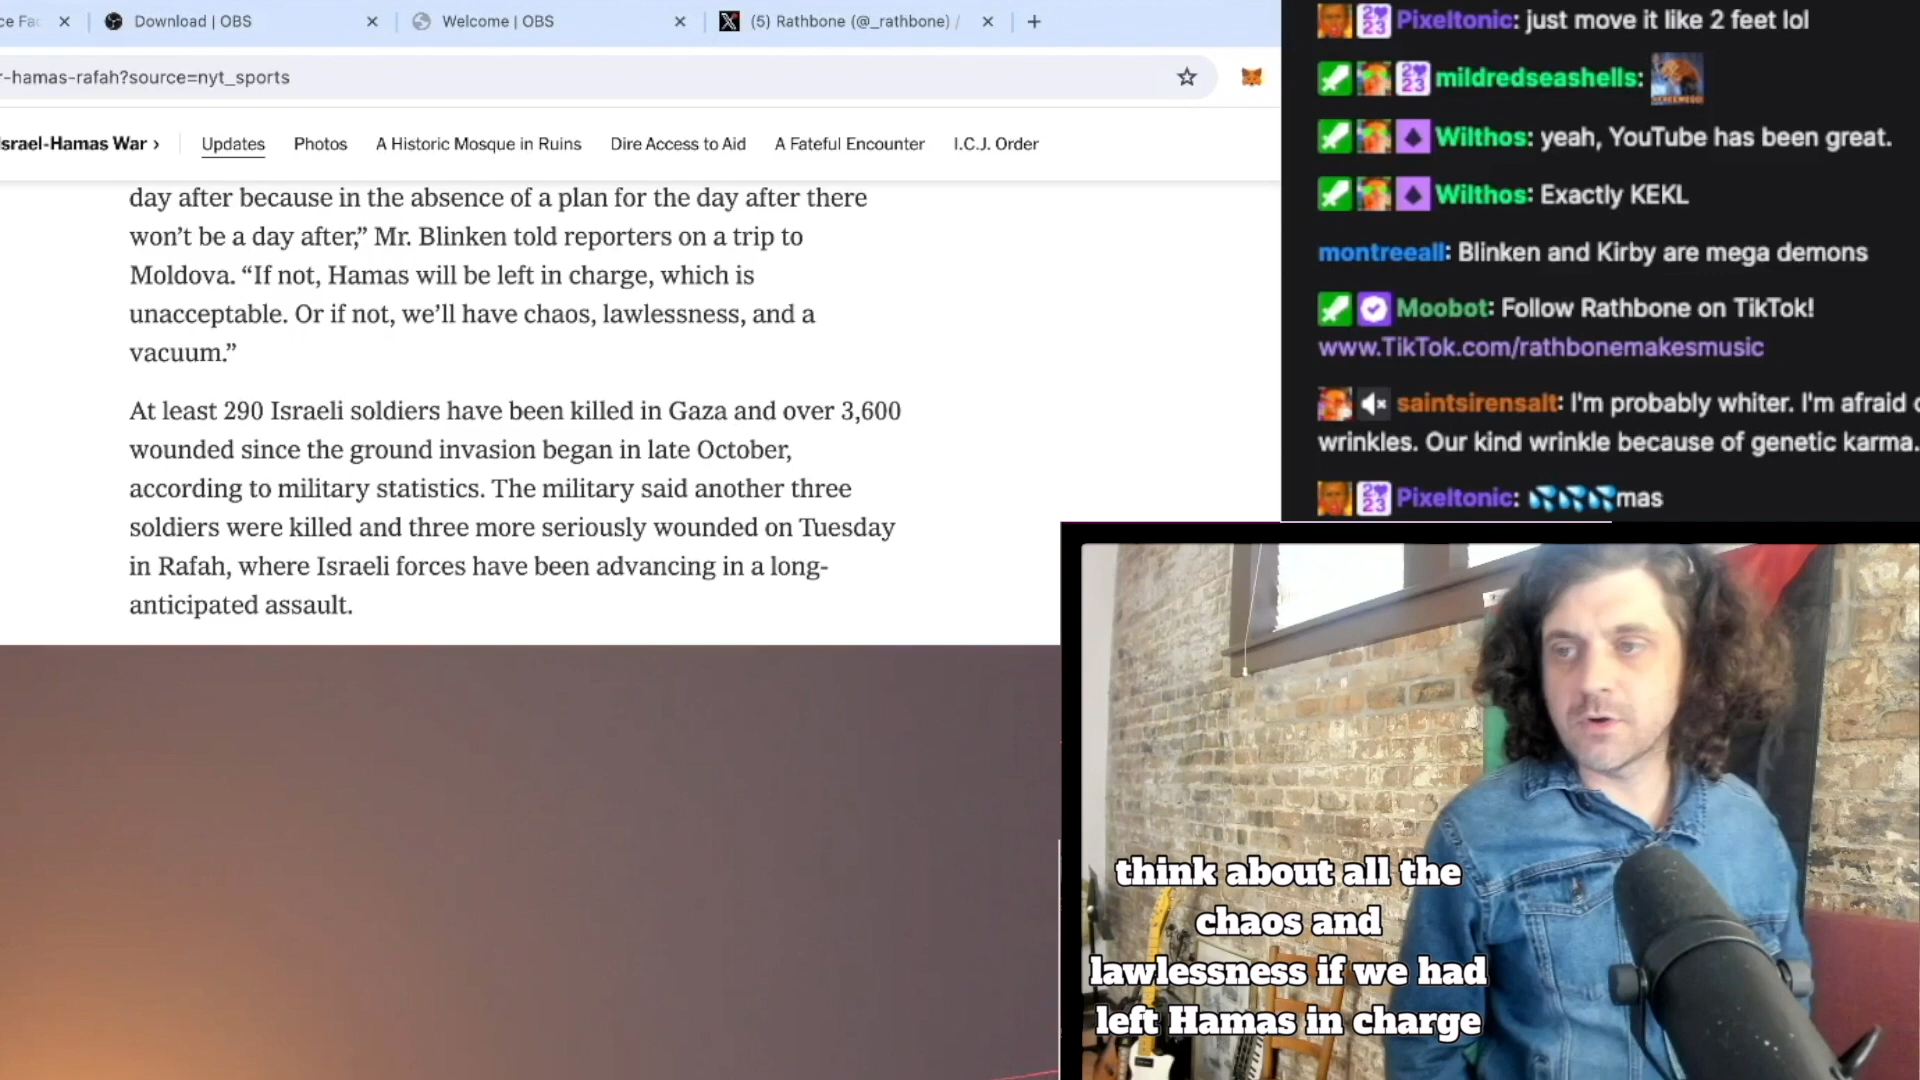 ce Fac
Download | OBS
Welcome | OBS
(5) Rathbone (@_rathbone) /
r-hamas-rafah?source=nyt_sports
Israel-Hamas War ›
Updates
Photos
A Historic Mosque in Ruins
Dire Access to Aid
A Fateful Encounter
I.C.J. Order
day after because in the absence of a plan for the day after there
won’t be a day after,” Mr. Blinken told reporters on a trip to
Moldova. “If not, Hamas will be left in charge, which is
unacceptable. Or if not, we’ll have chaos, lawlessness, and a
vacuum.”
At least 290 Israeli soldiers have been killed in Gaza and over 3,600
wounded since the ground invasion began in late October,
according to military statistics. The military said another three
soldiers were killed and three more seriously wounded on Tuesday
in Rafah, where Israeli forces have been advancing in a long-
anticipated assault.
Pixeltonic: just move it like 2 feet lol
mildredseashells:
Wilthos: yeah, YouTube has been great.
Wilthos: Exactly KEKL
montreeall: Blinken and Kirby are mega demons
Moobot: Follow Rathbone on TikTok!
www.TikTok.com/rathbonemakesmusic
saintsirensalt: I'm probably whiter. I'm afraid
wrinkles. Our kind wrinkle because of genetic karma.
Pixeltonic: 💦💦💦mas
think about all the
chaos and
lawlessness if we had
left Hamas in charge